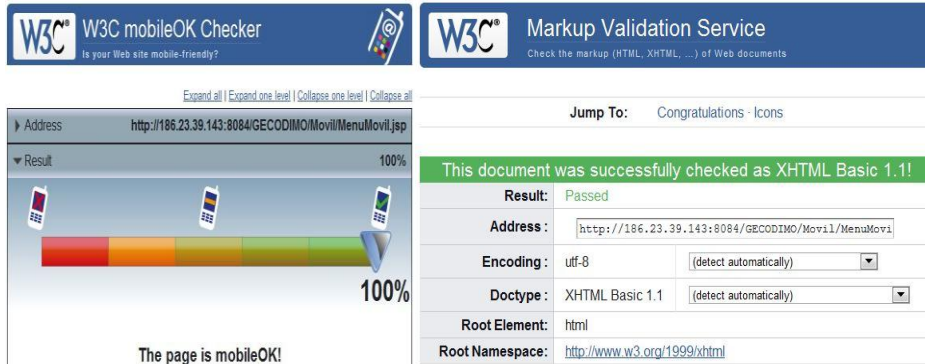 W3C® W3C mobileOK Checker
Is your Web site mobile-friendly?
Expand all | Expand one level | Collapse one level | Collapse all
Address http://186.23.39.143:8084/GECODIMO/Movil/MenuMovil.jsp
Result 100%
100%
The page is mobileOK!
W3C® Markup Validation Service
Check the markup (HTML, XHTML, ...) of Web documents
Jump To: Congratulations · Icons
This document was successfully checked as XHTML Basic 1.1!
Result: Passed
Address : http://186.23.39.143:8084/GECODIMO/Movil/MenuMovi
Encoding : utf-8 (detect automatically)
Doctype : XHTML Basic 1.1 (detect automatically)
Root Element: html
Root Namespace: http://www.w3.org/1999/xhtml